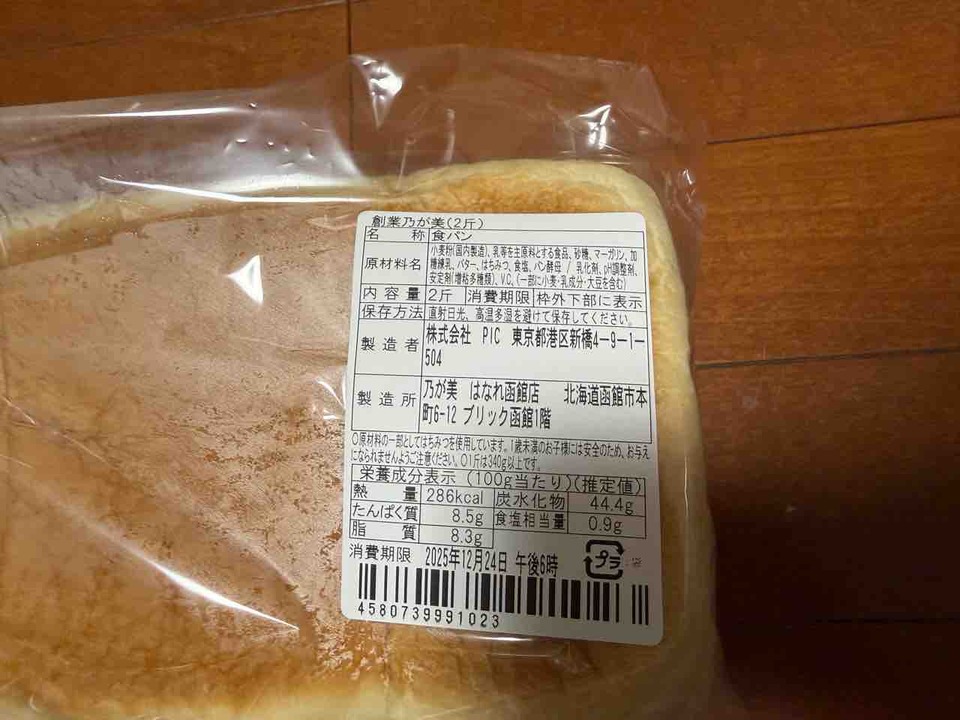 創業乃が美(2斤)
名　称 食パン
原材料名 小麦粉(国内製造)、乳等を主原料とする食品、砂糖、マーガリン、加
糖練乳、バター、はちみつ、食塩、パン酵母 / 乳化剤、pH調整剤、
安定剤(増粘多糖類)、V.C、(一部に小麦・乳成分・大豆を含む)
内容量 2斤 消費期限 枠外下部に表示
保存方法 直射日光、高温多湿を避けて保存してください。
製造者 株式会社　PIC　東京都港区新橋4-9-1-
504
製造所 乃が美　はなれ函館店　北海道函館市本
町6-12 ブリック函館1階
〇原材料の一部としてはちみつを使用しています。1歳未満のお子様には安全のため、お与え
になられませんようご注意ください。〇1斤は340g以上です。
栄養成分表示 (100g当たり)(推定値)
熱　量 286kcal 炭水化物 44.4g
たんぱく質 8.5g 食塩相当量 0.9g
脂　質 8.3g
消費期限 2025年12月24日 午後6時
プラ :袋
4580739991023